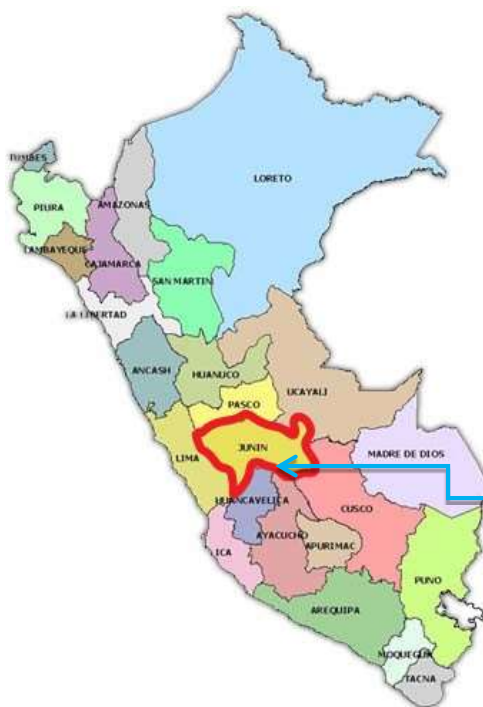 TUMBES
LORETO
PIURA
AMAZONAS
LAMBAYEQUE
CAJAMARCA
SAN MARTIN
LA LIBERTAD
ANCASH
HUANUCO
UCAYALI
PASCO
JUNIN
LIMA
MADRE DE DIOS
HUANCAVELICA
CUSCO
AYACUCHO
APURIMAC
ICA
PUNO
AREQUIPA
MOQUEGUA
TACNA